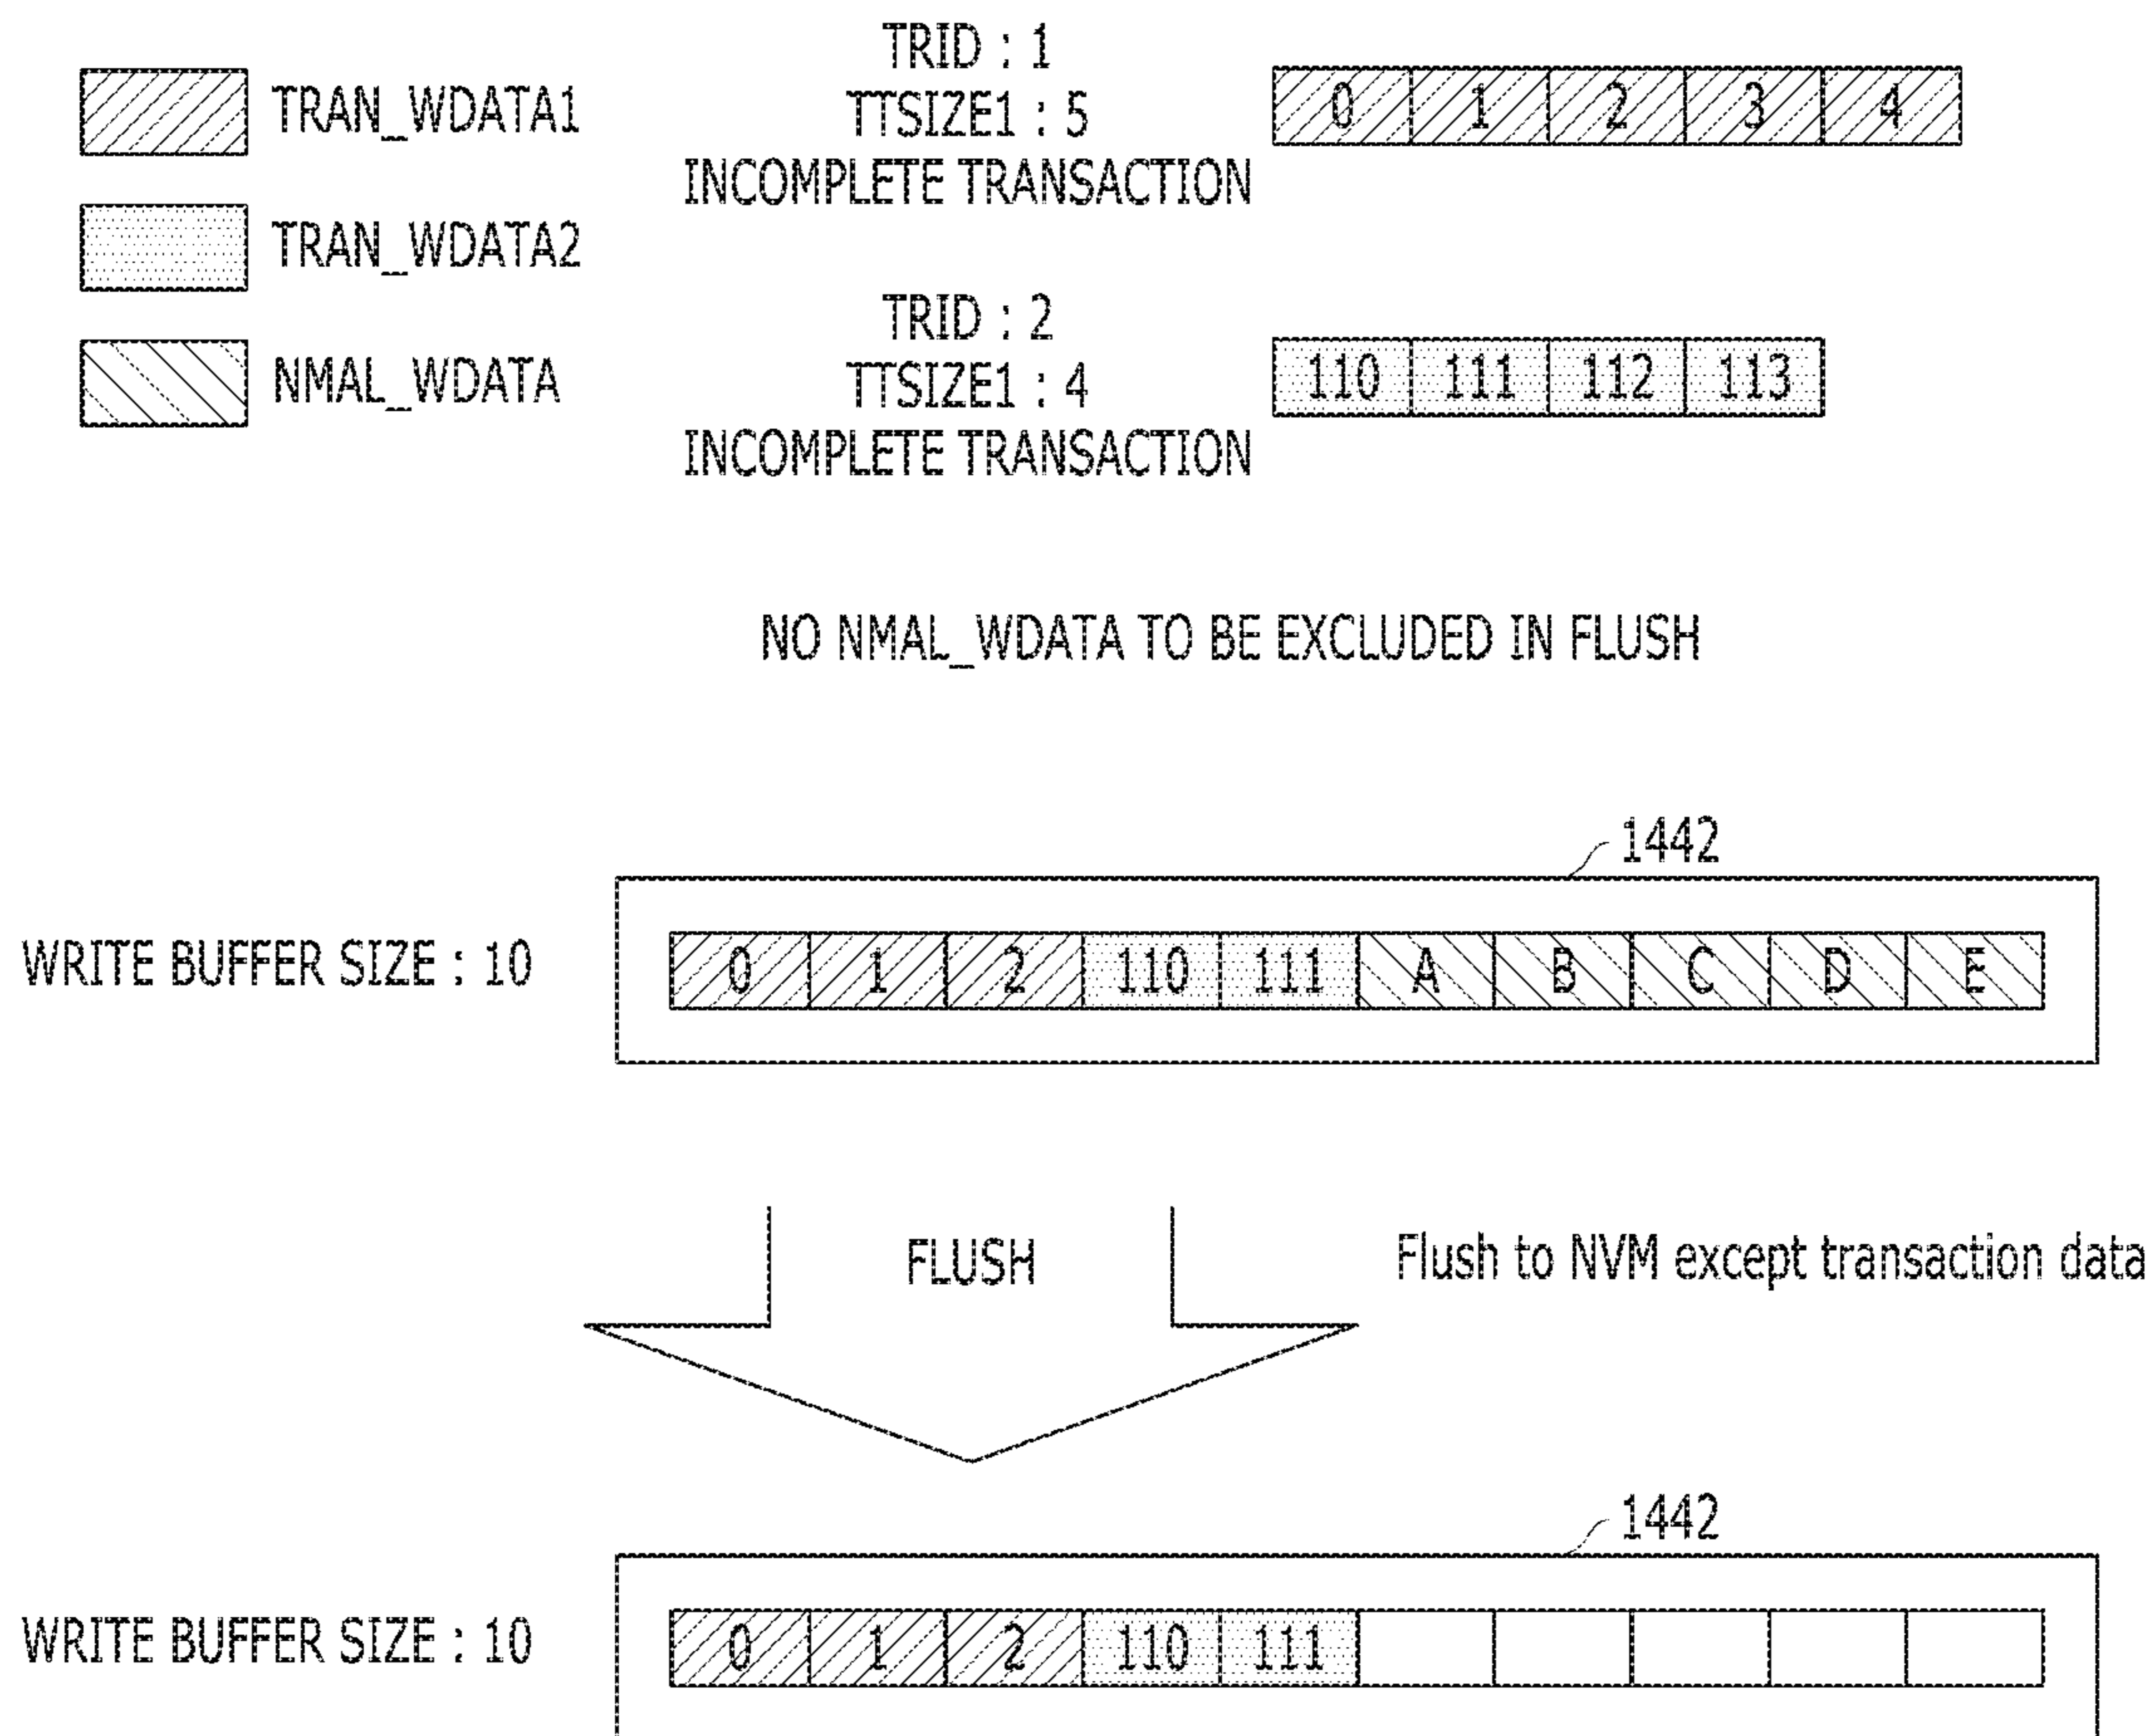 TRAN_WDATA1
TRAN_WDATA2
NMAL_WDATA
TRID : 1
TTSIZE1 : 5
INCOMPLETE TRANSACTION
0 1 2 3 4
TRID : 2
TTSIZE1 : 4
INCOMPLETE TRANSACTION
110 111 112 113
NO NMAL_WDATA TO BE EXCLUDED IN FLUSH
1442
WRITE BUFFER SIZE : 10
0 1 2 110 111 A B C D E
FLUSH
Flush to NVM except transaction data
1442
WRITE BUFFER SIZE : 10
0 1 2 110 111